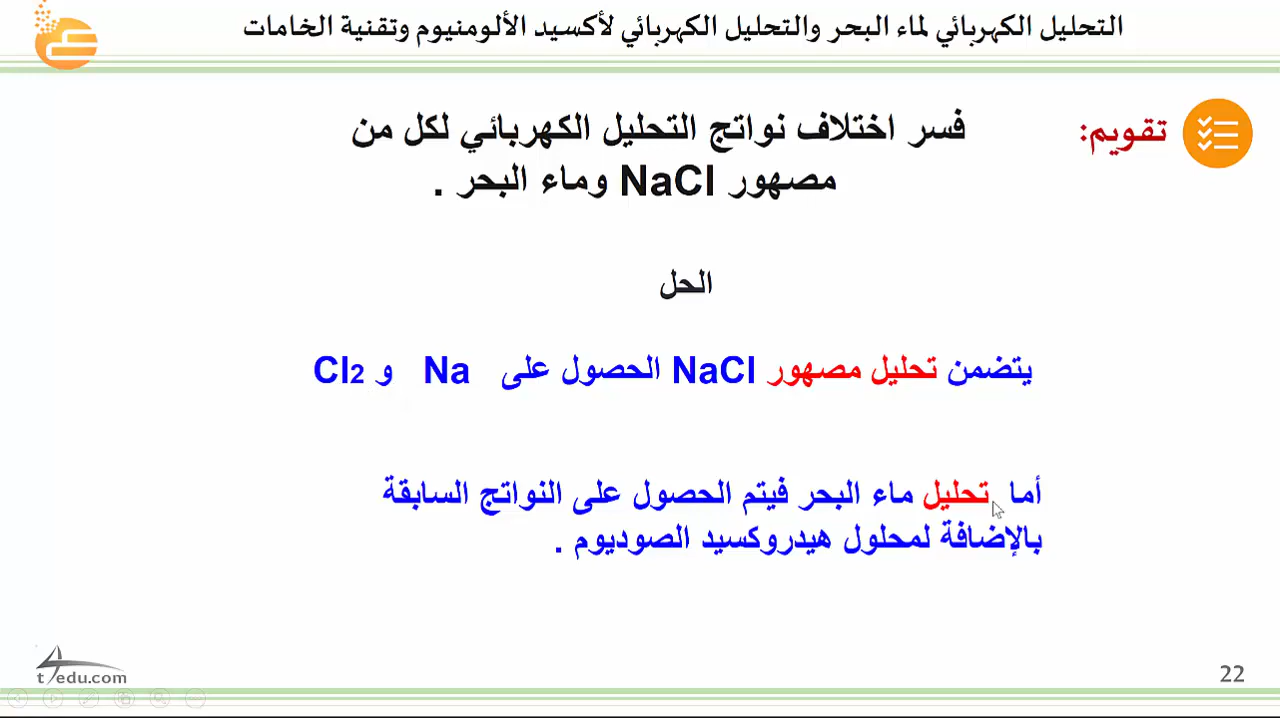 التحليل الكهربائي لماء البحر والتحليل الكهربائي لأكسيد الألومنيوم وتقنية الخامات
تقويم:
فسر اختلاف نواتج التحليل الكهربائي لكل من
مصهور NaCl وماء البحر .
الحل
يتضمن تحليل مصهور NaCl الحصول على Na و Cl2
أما تحليل ماء البحر فيتم الحصول على النواتج السابقة
بالإضافة لمحلول هيدروكسيد الصوديوم .
t4edu.com
22